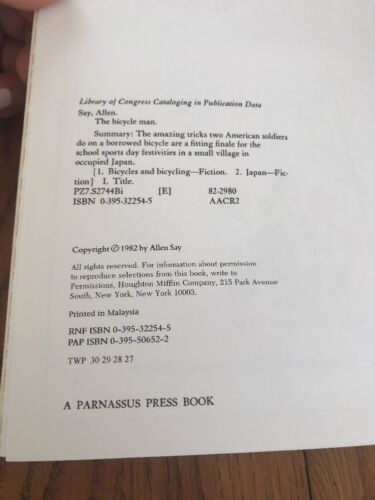 Library of Congress Cataloging in Publication Data
Say, Allen.
The bicycle man.
Summary: The amazing tricks two American soldiers
do on a borrowed bicycle are a fitting finale for the
school sports day festivities in a small village in
occupied Japan.
[1. Bicycles and bicycling—Fiction. 2. Japan—Fic-
tion] I. Title.
PZ7.S2744Bi [E] 82-2980
ISBN 0-395-32254-5 AACR2
Copyright © 1982 by Allen Say
All rights reserved. For information about permission
to reproduce selections from this book, write to
Permissions, Houghton Mifflin Company, 215 Park Avenue
South, New York, New York 10003.
Printed in Malaysia
RNF ISBN 0-395-32254-5
PAP ISBN 0-395-50652-2
TWP 30 29 28 27
A PARNASSUS PRESS BOOK